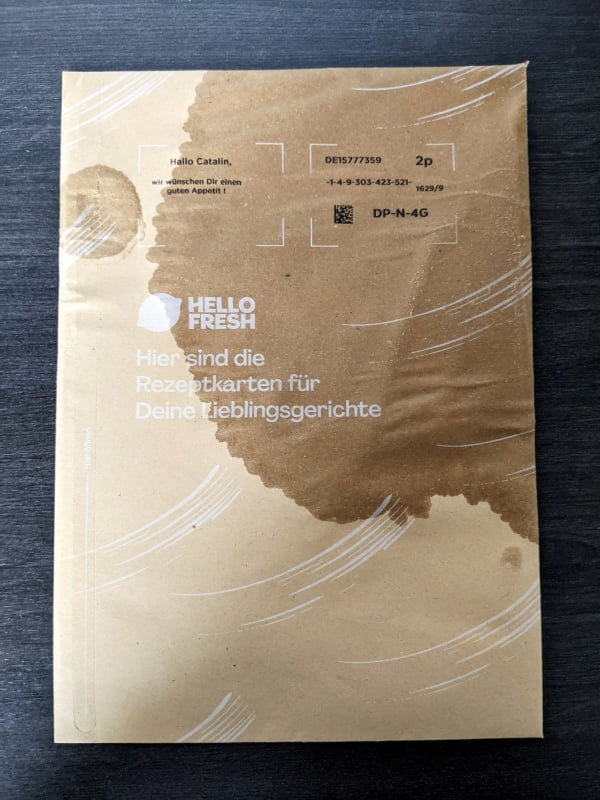 Hallo Catalin,
wir wünschen Dir einen
guten Appetit !
DE15777359 2p
-1-4-9-303-423-521- 1629/9
DP-N-4G
HELLO
FRESH
Hier sind die
Rezeptkarten für
Deine Lieblingsgerichte